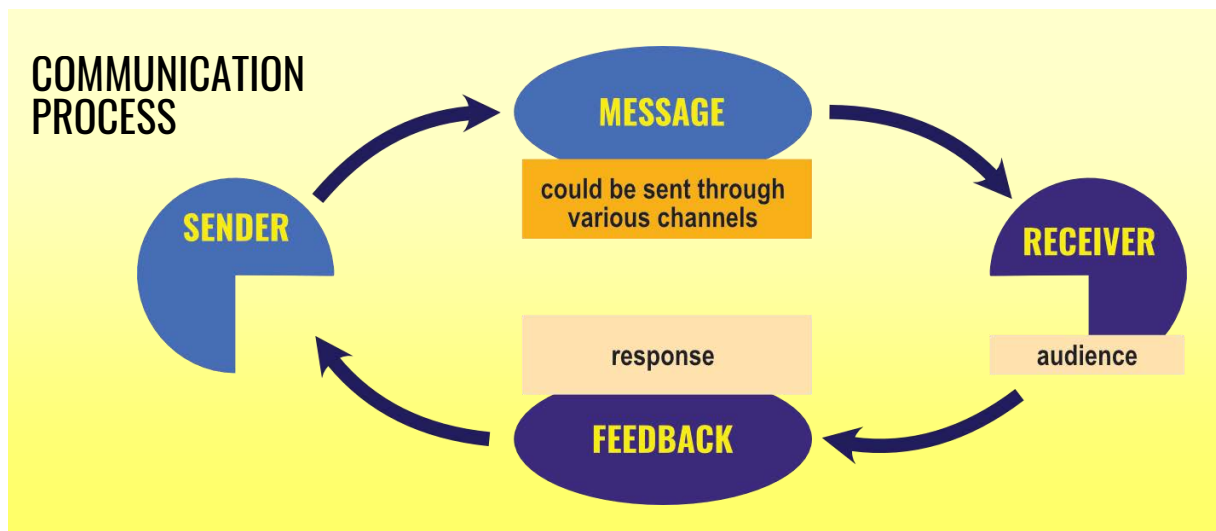 COMMUNICATION
PROCESS
MESSAGE
could be sent through
various channels
SENDER
RECEIVER
audience
response
FEEDBACK